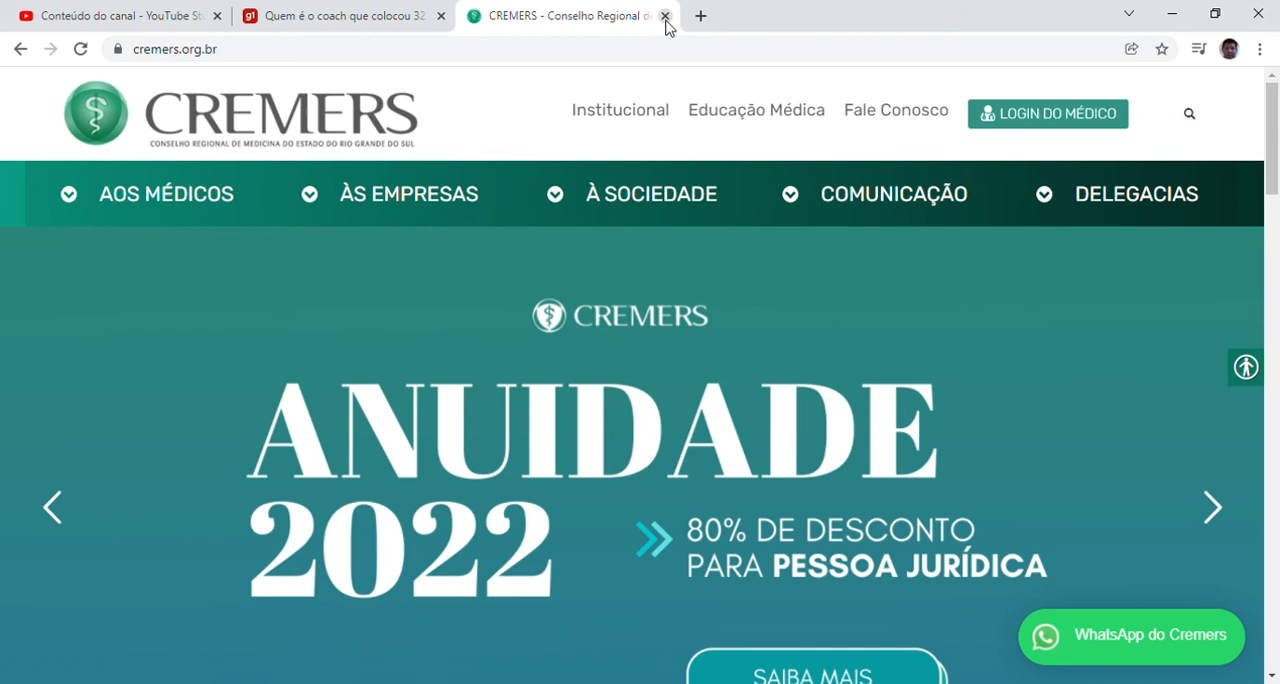 Conteúdo do canal - YouTube St
Quem é o coach que colocou 32
CREMERS - Conselho Regional d
cremers.org.br
CREMERS
CONSELHO REGIONAL DE MEDICINA DO ESTADO DO RIO GRANDE DO SUL
Institucional
Educação Médica
Fale Conosco
LOGIN DO MÉDICO
AOS MÉDICOS
ÀS EMPRESAS
À SOCIEDADE
COMUNICAÇÃO
DELEGACIAS
CREMERS
ANUIDADE
2022
80% DE DESCONTO
PARA PESSOA JURÍDICA
SAIBA MAIS
WhatsApp do Cremers
g1